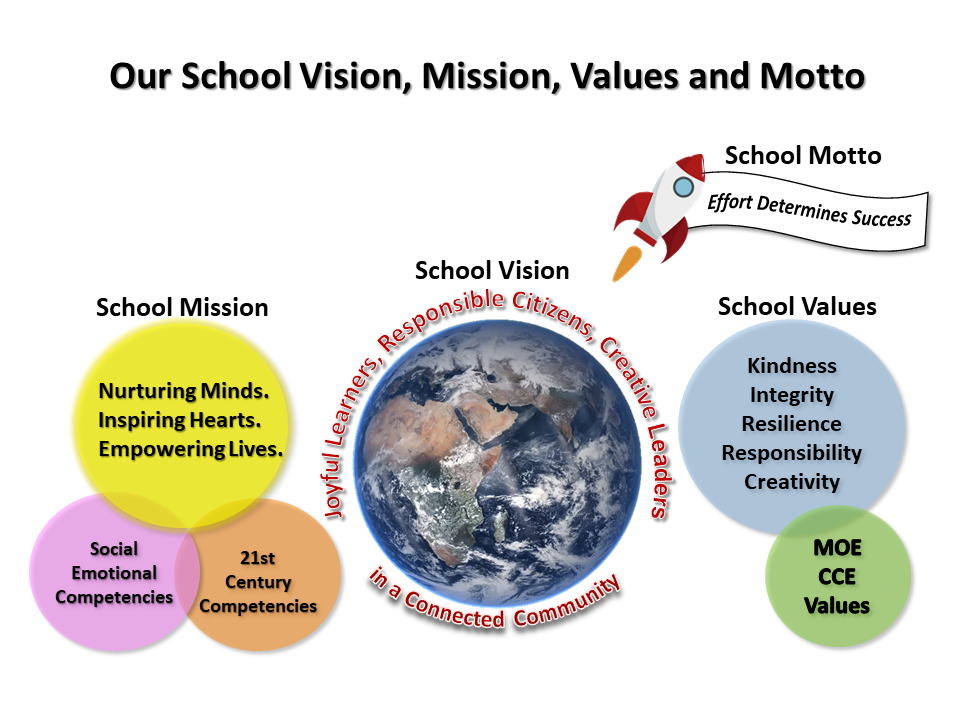 Our School Vision, Mission, Values and Motto
School Motto
Effort Determines Success
School Vision
Joyful Learners, Responsible Citizens, Creative Leaders
in a Connected Community
School Mission
Nurturing Minds.
Inspiring Hearts.
Empowering Lives.
Social
Emotional
Competencies
21st
Century
Competencies
School Values
Kindness
Integrity
Resilience
Responsibility
Creativity
MOE
CCE
Values